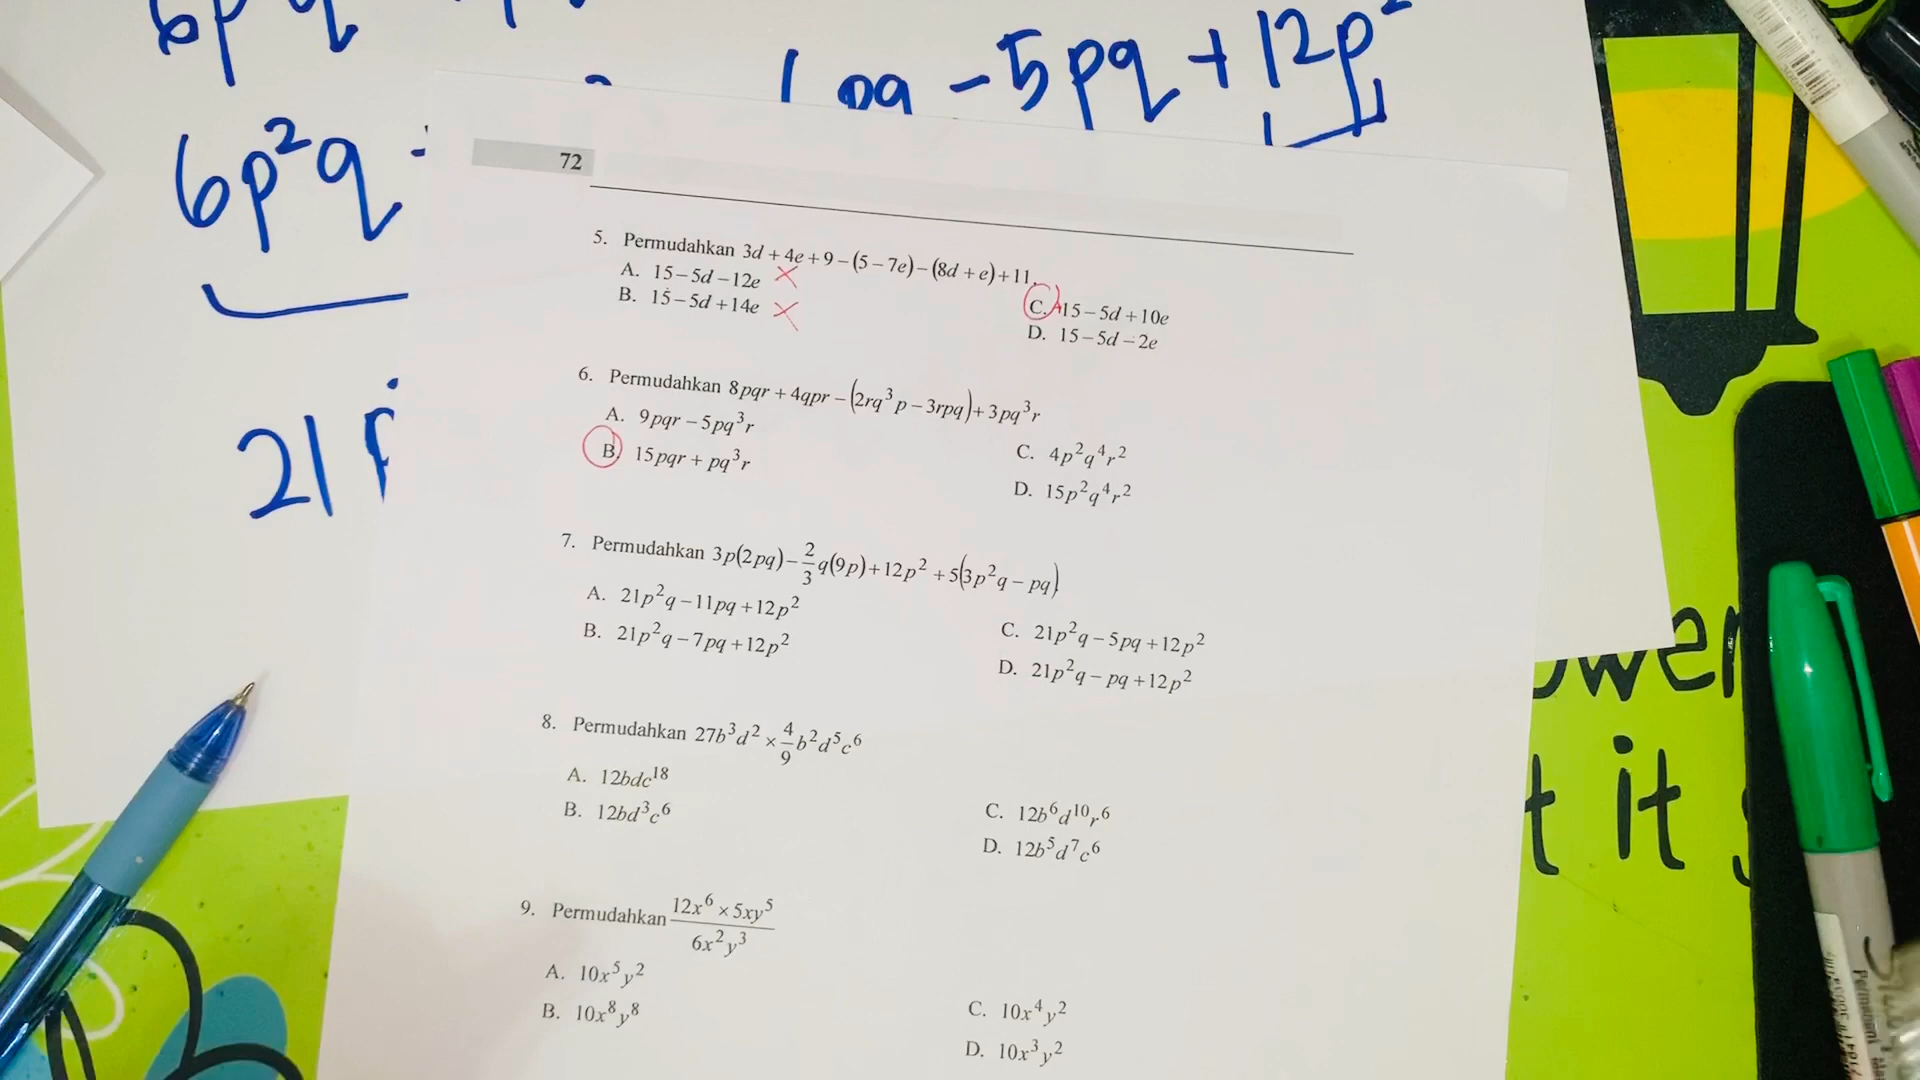 6p q
pq - 5pq + 12p²
6p²q
21p
72
5. Permudahkan 3d + 4e + 9 - (5 - 7e) - (8d + e) + 11.
A. 15 - 5d - 12e
B. 15 - 5d + 14e
C. 15 - 5d + 10e
D. 15 - 5d - 2e
6. Permudahkan 8pqr + 4qpr - (2rq³p - 3rpq) + 3pq³r
A. 9pqr - 5pq³r
B. 15pqr + pq³r
C. 4p²q⁴r²
D. 15p²q⁴r²
7. Permudahkan 3p(2pq) - 2/3 q(9p) + 12p² + 5(3p²q - pq)
A. 21p²q - 11pq + 12p²
B. 21p²q - 7pq + 12p²
C. 21p²q - 5pq + 12p²
D. 21p²q - pq + 12p²
8. Permudahkan 27b³d² × 4/9 b²d⁵c⁶
A. 12bdc¹⁸
B. 12bd³c⁶
C. 12b⁶d¹⁰r⁶
D. 12b⁵d⁷c⁶
9. Permudahkan 12x⁶ × 5xy⁵ / 6x²y³
A. 10x⁵y²
B. 10x⁸y⁸
C. 10x⁴y²
D. 10x³y²
ower
t it
Permanent